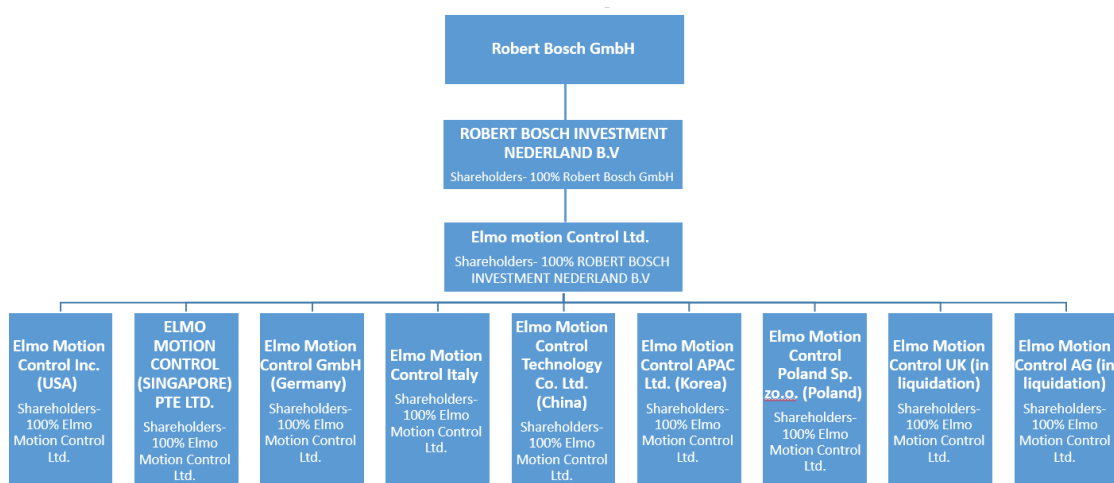 Robert Bosch GmbH
ROBERT BOSCH INVESTMENT
NEDERLAND B.V
Shareholders- 100% Robert Bosch GmbH
Elmo motion Control Ltd.
Shareholders- 100% ROBERT BOSCH
INVESTMENT NEDERLAND B.V
Elmo Motion
Control Inc.
(USA)
Shareholders-
100% Elmo
Motion Control
Ltd.
ELMO
MOTION
CONTROL
(SINGAPORE)
PTE LTD.
Shareholders-
100% Elmo
Motion Control
Ltd.
Elmo Motion
Control GmbH
(Germany)
Shareholders-
100% Elmo
Motion Control
Ltd.
Elmo Motion
Control Italy
Shareholders-
100% Elmo
Motion Control
Ltd.
Elmo Motion
Control
Technology
Co. Ltd.
(China)
Shareholders-
100% Elmo
Motion Control
Ltd.
Elmo Motion
Control APAC
Ltd. (Korea)
Shareholders-
100% Elmo
Motion Control
Ltd.
Elmo Motion
Control
Poland Sp.
zo.o. (Poland)
Shareholders-
100% Elmo
Motion Control
Ltd.
Elmo Motion
Control UK (in
liquidation)
Shareholders-
100% Elmo
Motion Control
Ltd.
Elmo Motion
Control AG (in
liquidation)
Shareholders-
100% Elmo
Motion Control
Ltd.